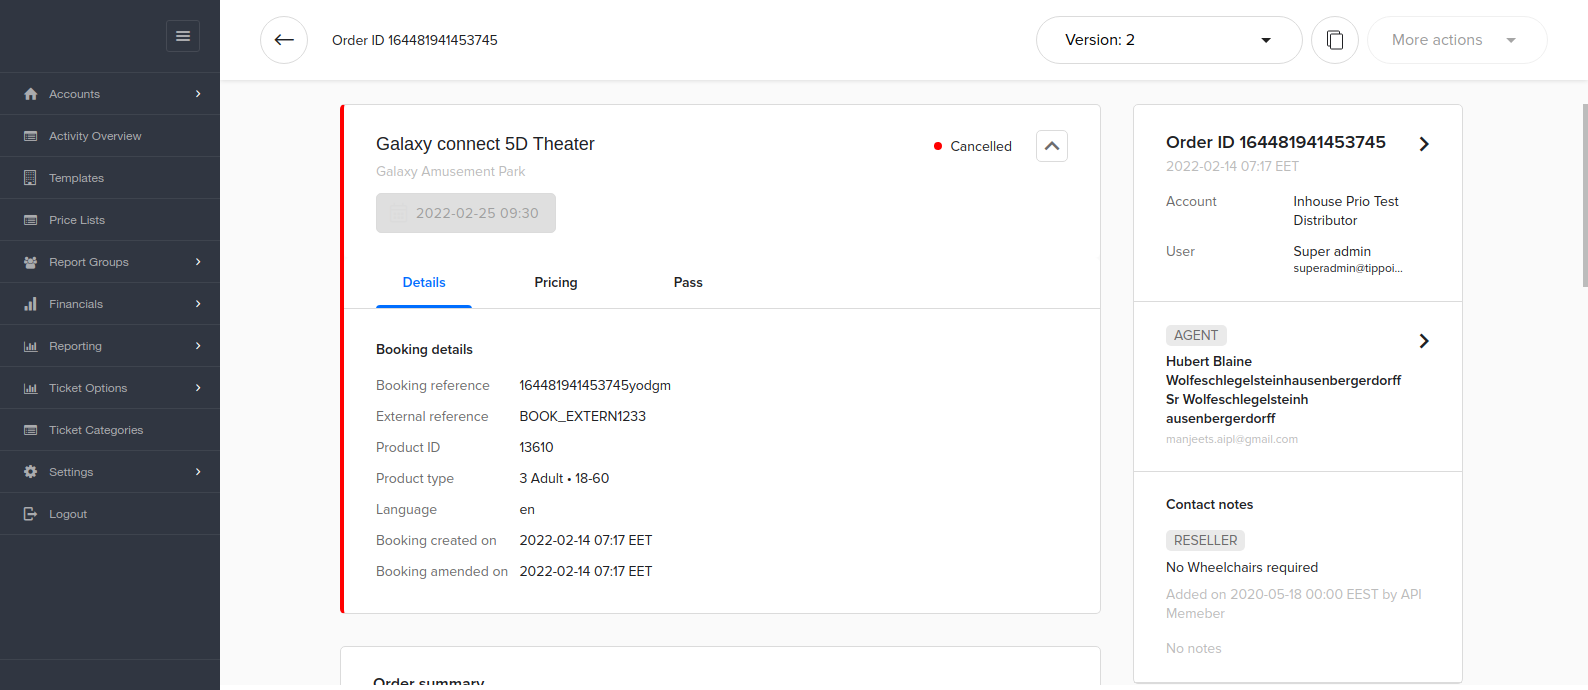 Order ID 164481941453745
Version: 2
More actions
Accounts
Activity Overview
Templates
Price Lists
Report Groups
Financials
Reporting
Ticket Options
Ticket Categories
Settings
Logout
Galaxy connect 5D Theater
Cancelled
Galaxy Amusement Park
2022-02-25 09:30
Details Pricing Pass
Booking details
Booking reference 164481941453745yodgm
External reference BOOK_EXTERN1233
Product ID 13610
Product type 3 Adult • 18-60
Language en
Booking created on 2022-02-14 07:17 EET
Booking amended on 2022-02-14 07:17 EET
Order summary
Order ID 164481941453745
2022-02-14 07:17 EET
Account Inhouse Prio Test
Distributor
User Super admin
superadmin@tippoi...
AGENT
Hubert Blaine
Wolfeschlegelsteinhausenbergerdorff
Sr Wolfeschlegelsteinh
ausenbergerdorff
manjeets.aipl@gmail.com
Contact notes
RESELLER
No Wheelchairs required
Added on 2020-05-18 00:00 EEST by API
Memeber
No notes